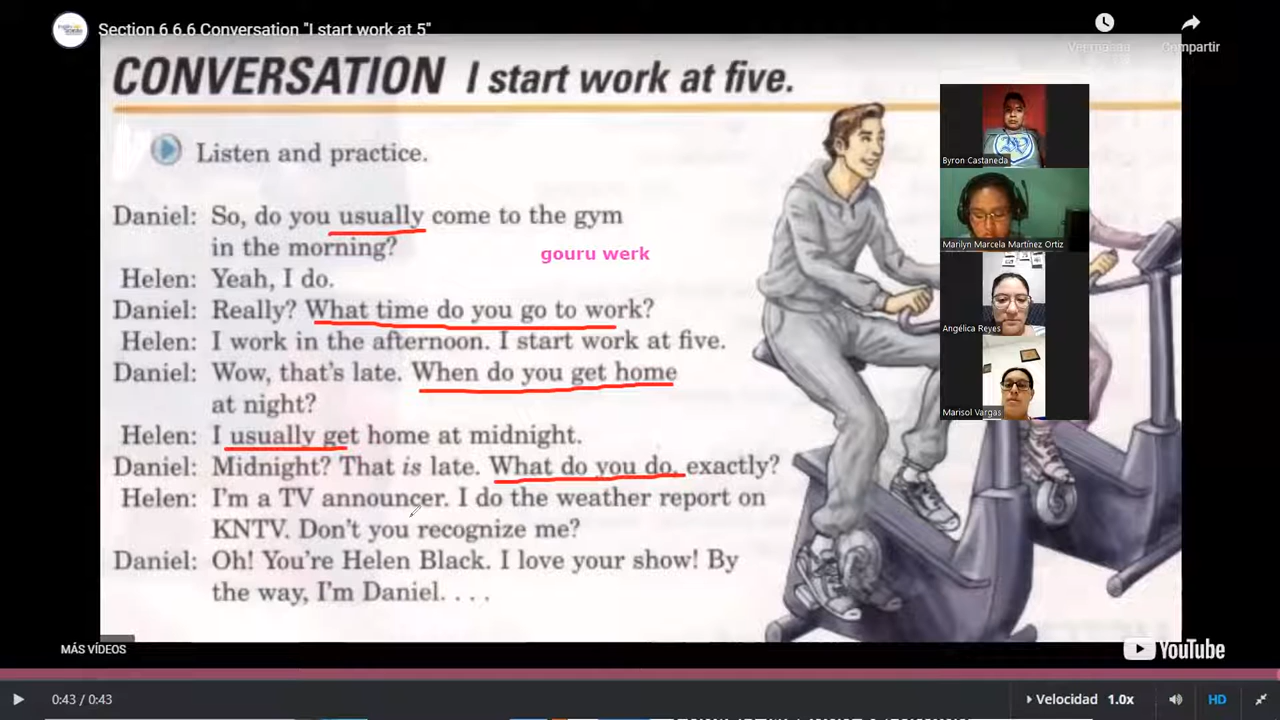 Section 6 6.6 Conversation "I start work at 5"
Ver más
Compartir
CONVERSATION I start work at five.
Listen and practice.
Byron Castaneda
Daniel: So, do you usually come to the gym
in the morning?
Marilyn Marcela Martínez Ortiz
gouru werk
Helen: Yeah, I do.
Daniel: Really? What time do you go to work?
Angélica Reyes
Helen: I work in the afternoon. I start work at five.
Daniel: Wow, that's late. When do you get home
at night?
Marisol Vargas
Helen: I usually get home at midnight.
Daniel: Midnight? That is late. What do you do, exactly?
Helen: I'm a TV announcer. I do the weather report on
KNTV. Don't you recognize me?
Daniel: Oh! You're Helen Black. I love your show! By
the way, I'm Daniel. . . .
MÁS VÍDEOS
YouTube
0:43 / 0:43
Velocidad 1.0x
HD